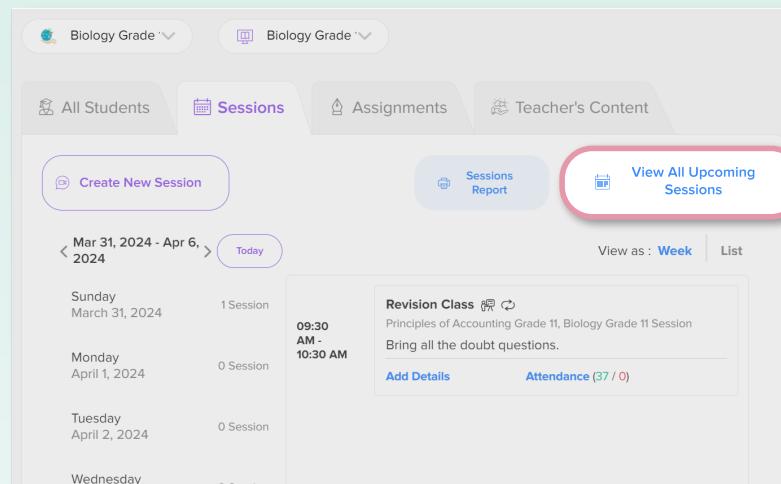 Biology Grade
Biology Grade
All Students
Sessions
Assignments
Teacher's Content
Create New Session
Sessions
Report
View All Upcoming
Sessions
Mar 31, 2024 - Apr 6,
2024
Today
View as : Week
List
Sunday
March 31, 2024
1 Session
Monday
April 1, 2024
0 Session
Tuesday
April 2, 2024
0 Session
Wednesday
09:30
AM -
10:30 AM
Revision Class
Principles of Accounting Grade 11, Biology Grade 11 Session
Bring all the doubt questions.
Add Details
Attendance (37 / 0)